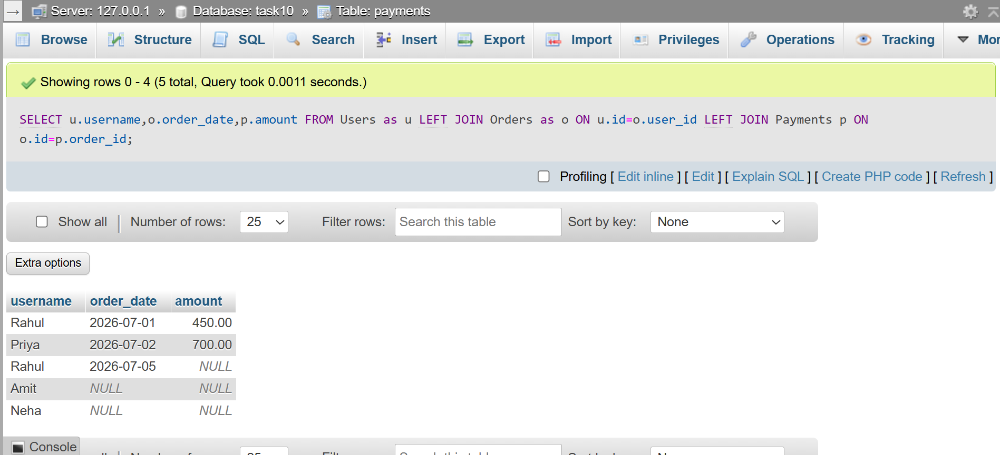 → Server: 127.0.0.1 » Database: task10 » Table: payments
Browse Structure SQL Search Insert Export Import Privileges Operations Tracking Mor
Showing rows 0 - 4 (5 total, Query took 0.0011 seconds.)
SELECT u.username,o.order_date,p.amount FROM Users as u LEFT JOIN Orders as o ON u.id=o.user_id LEFT JOIN Payments p ON
o.id=p.order_id;
Profiling [ Edit inline ] [ Edit ] [ Explain SQL ] [ Create PHP code ] [ Refresh ]
Show all Number of rows: 25 Filter rows: Search this table Sort by key: None
Extra options
username order_date amount
Rahul 2026-07-01 450.00
Priya 2026-07-02 700.00
Rahul 2026-07-05 NULL
Amit NULL NULL
Neha NULL NULL
Console